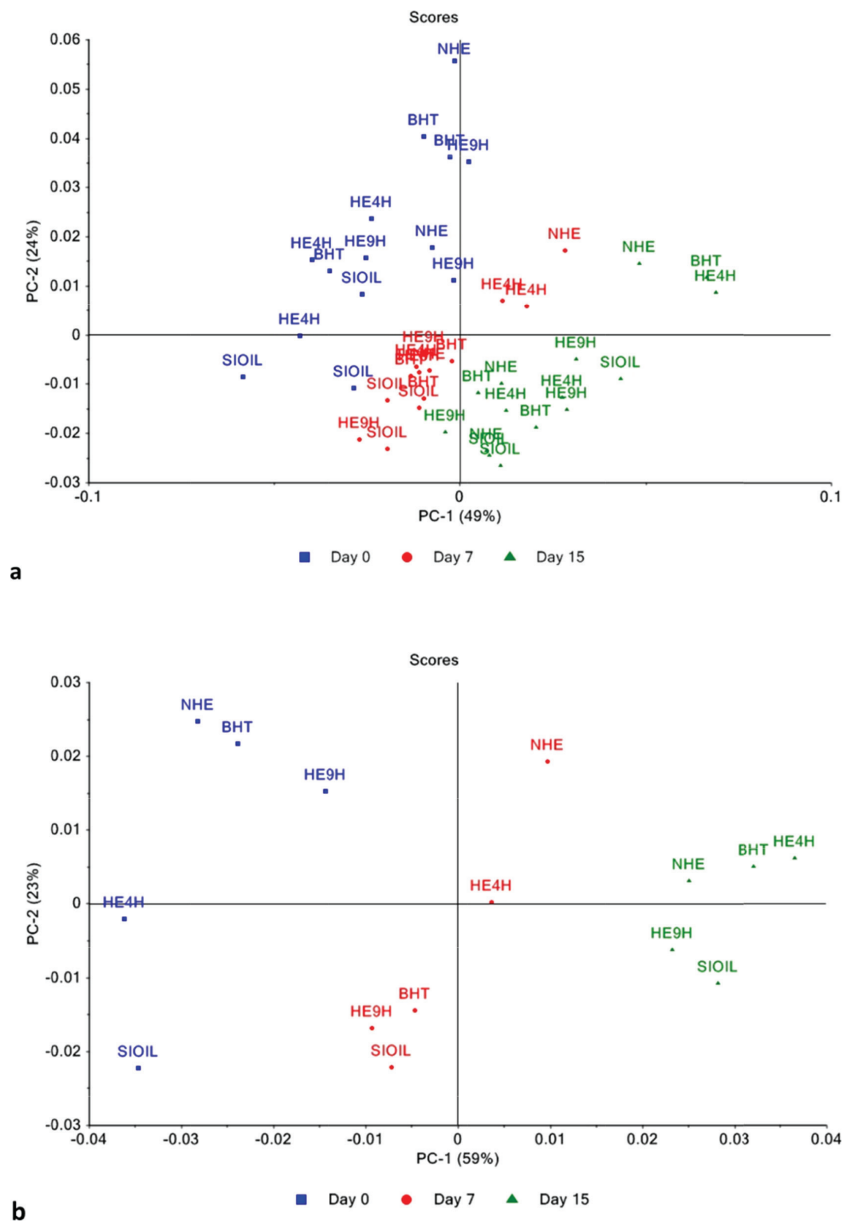 Scores
0.06
NHE
0.05
BHT
0.04
BHT
HE9H
0.03
HE4H
PC-2 (24%)
0.02
NHE
NHE
NHE
HE4H
HE9H
BHT
BHT
HE9H
HE4H
0.01
SIOIL
HE4H
HE4H
HE4H
0
HE9H
BHT
HE9H
SIOIL
SIOIL
NHE
-0.01
BHT
BHT
HE4H
SIOIL
SIOIL
HE4H
HE9H
HE9H
HE9H
BHT
-0.02
SIOIL
NHE
SIOIL
SIOIL
-0.03
-0.1
0
0.1
PC-1 (49%)
Day 0 Day 7 Day 15
a
Scores
0.03
NHE
BHT
0.02
NHE
HE9H
0.01
HE4H
BHT
NHE
PC-2 (23%)
HE4H
0
HE4H
HE9H
SIOIL
-0.01
BHT
HE9H
-0.02
SIOIL
SIOIL
-0.03
-0.04 -0.03 -0.02 -0.01 0 0.01 0.02 0.03 0.04
PC-1 (59%)
Day 0 Day 7 Day 15
b